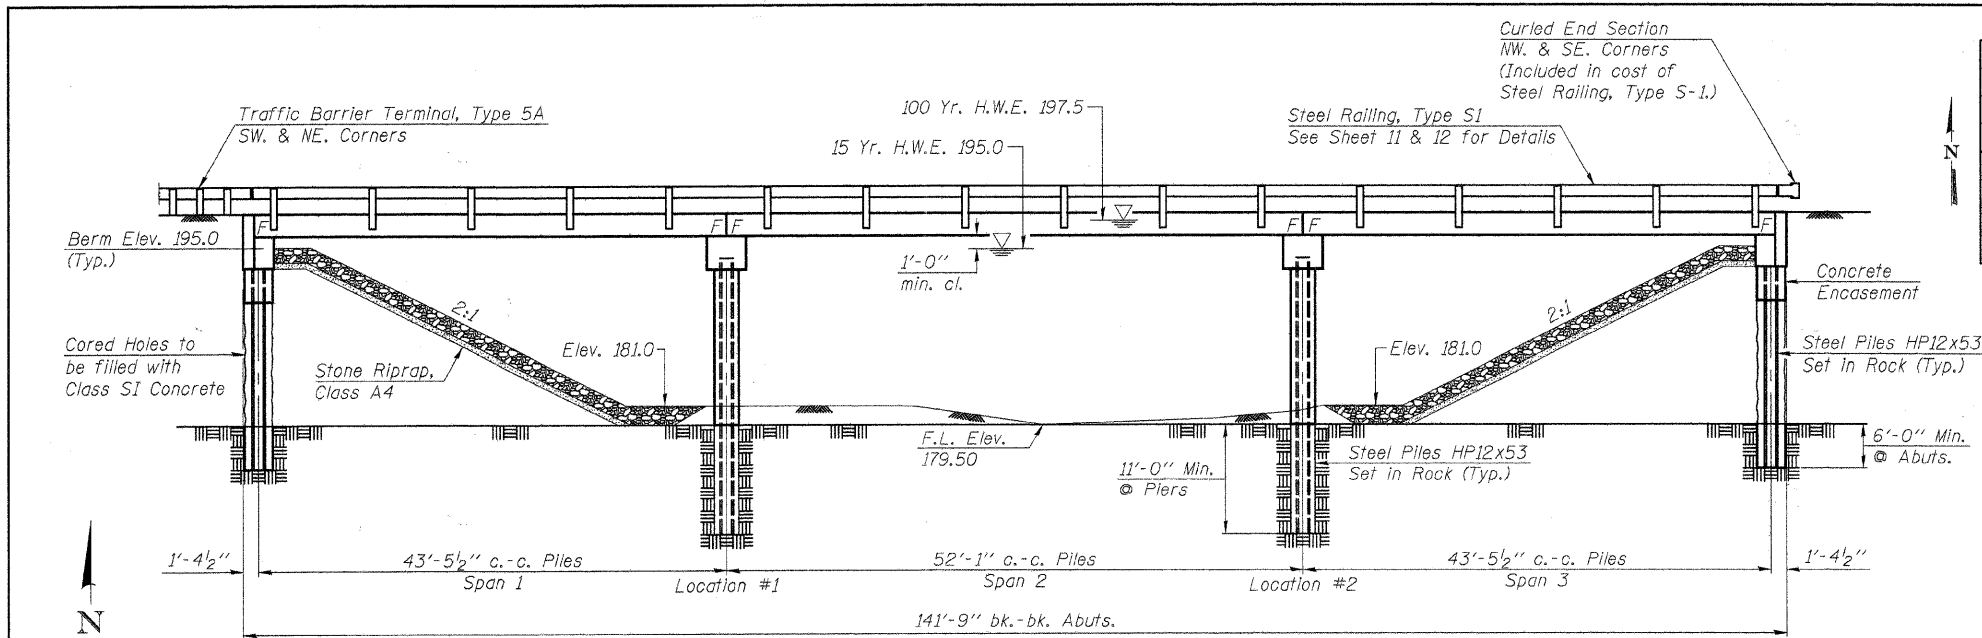 Curled End Section
NW. & SE. Corners
(Included in cost of
Steel Railing, Type S-1.)
Traffic Barrier Terminal, Type 5A
SW. & NE. Corners
100 Yr. H.W.E. 197.5
Steel Railing, Type S1
See Sheet 11 & 12 for Details
15 Yr. H.W.E. 195.0
N
F
F F
F F
F
Berm Elev. 195.0
(Typ.)
1'-0"
min. cl.
Concrete
Encasement
2:1
2:1
Cored Holes to
be filled with
Class SI Concrete
Stone Riprap,
Class A4
Elev. 181.0
Elev. 181.0
Steel Piles HP12x53
Set in Rock (Typ.)
F.L. Elev.
179.50
11'-0" Min.
@ Piers
Steel Piles HP12x53
Set in Rock (Typ.)
6'-0" Min.
@ Abuts.
1'-4½"
43'-5½" c.-c. Piles
Span 1
Location #1
52'-1" c.-c. Piles
Span 2
Location #2
43'-5½" c.-c. Piles
Span 3
1'-4½"
N
141'-9" bk.-bk. Abuts.